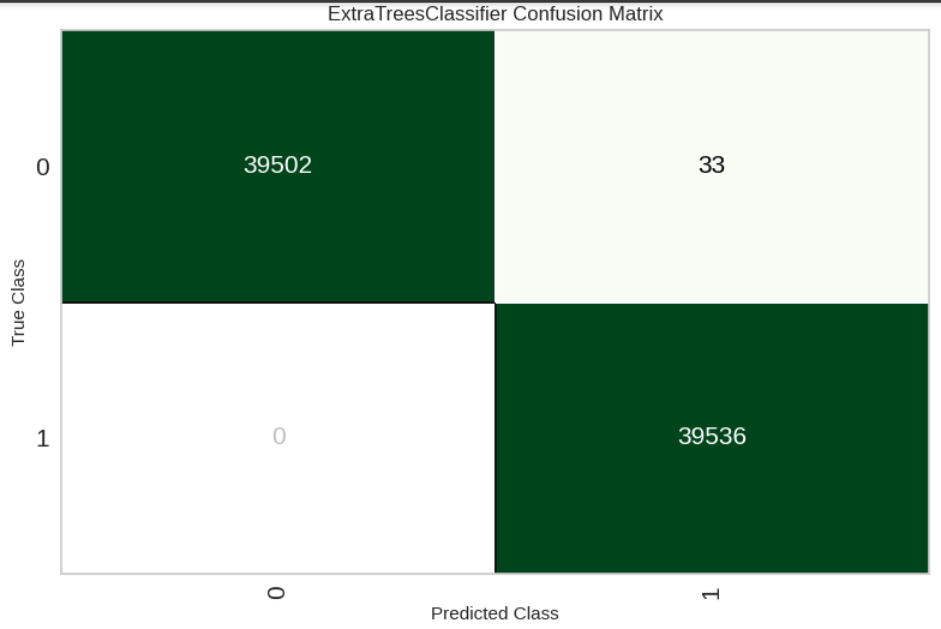 ExtraTreesClassifier Confusion Matrix
39502 33
0
True Class
0 39536
1
0 1
Predicted Class